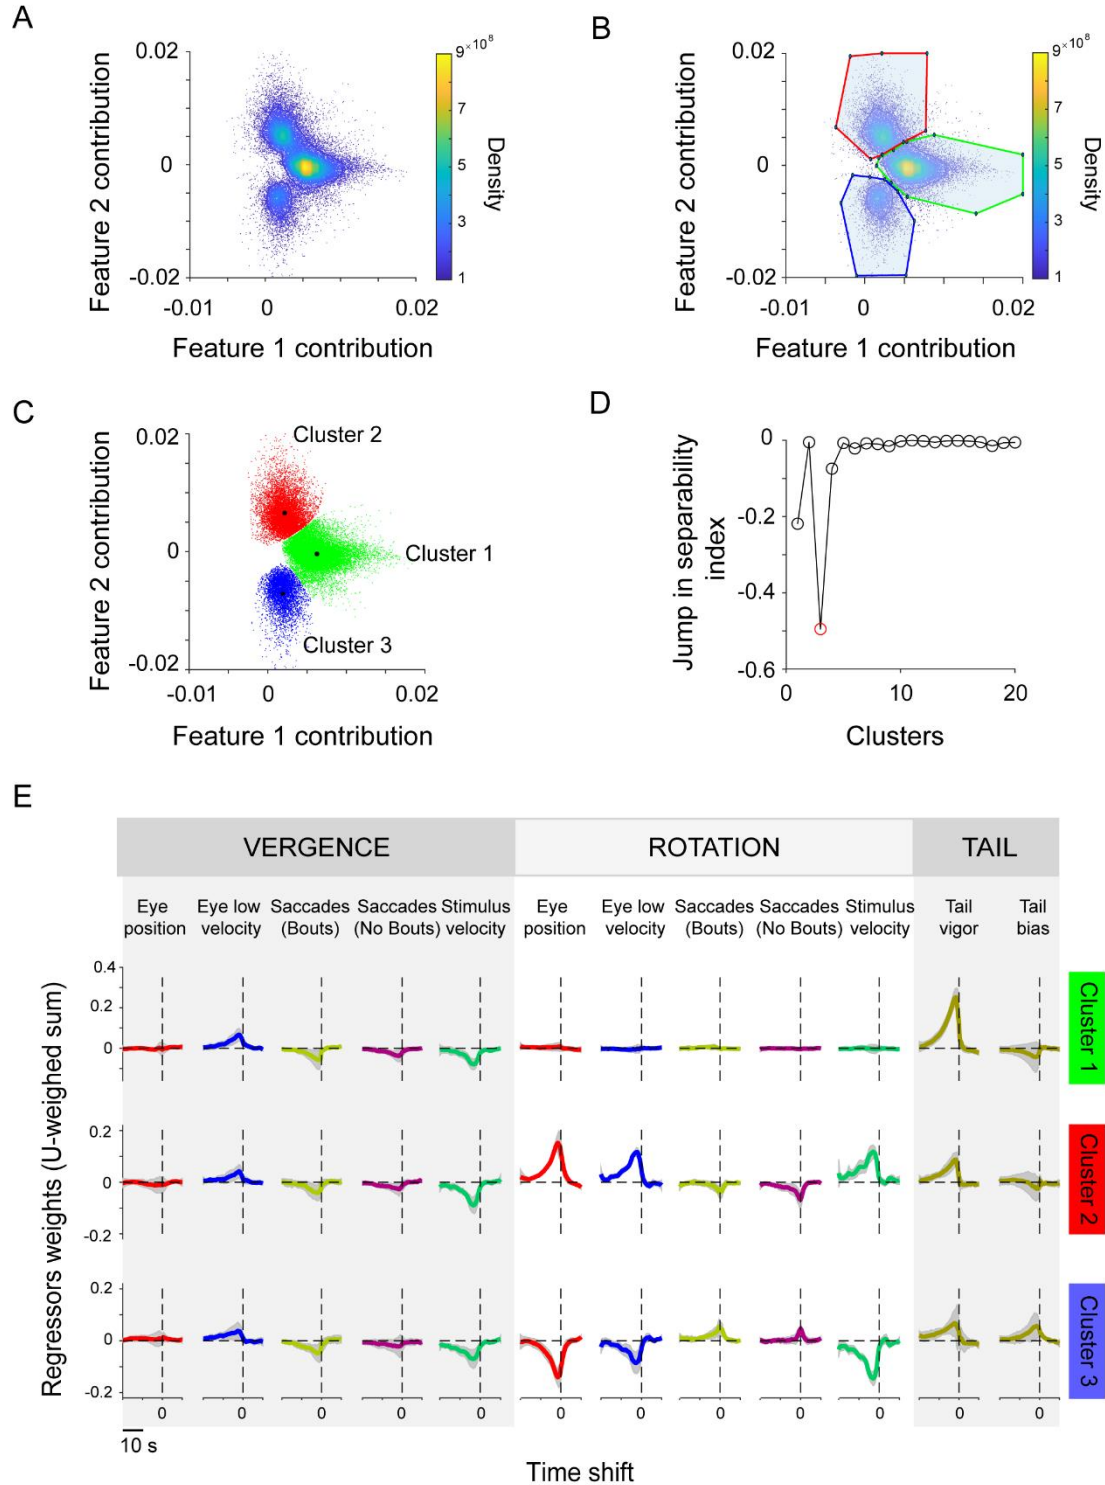 A
0.02
0
-0.02
-0.01
0
0.02
Feature 1 contribution
Feature 2 contribution
9×10⁸
7
5
3
1
Density
B
0.02
0
-0.02
-0.01
0
0.02
Feature 1 contribution
Feature 2 contribution
9×10⁸
7
5
3
1
Density
C
0.02
0
-0.02
-0.01
0
0.02
Feature 1 contribution
Feature 2 contribution
Cluster 2
Cluster 1
Cluster 3
D
0
-0.2
-0.4
-0.6
0
10
20
Clusters
Jump in separability
index
E
VERGENCE
ROTATION
TAIL
Eye
position
Eye low
velocity
Saccades
(Bouts)
Saccades
(No Bouts)
Stimulus
velocity
Eye
position
Eye low
velocity
Saccades
(Bouts)
Saccades
(No Bouts)
Stimulus
velocity
Tail
vigor
Tail
bias
Regressors weights (U-weighed sum)
0.4
0.2
0
Cluster 1
0.2
0
-0.2
Cluster 2
0.2
0
-0.2
Cluster 3
0 0 0 0 0 0 0 0 0 0 0 0
10 s
Time shift